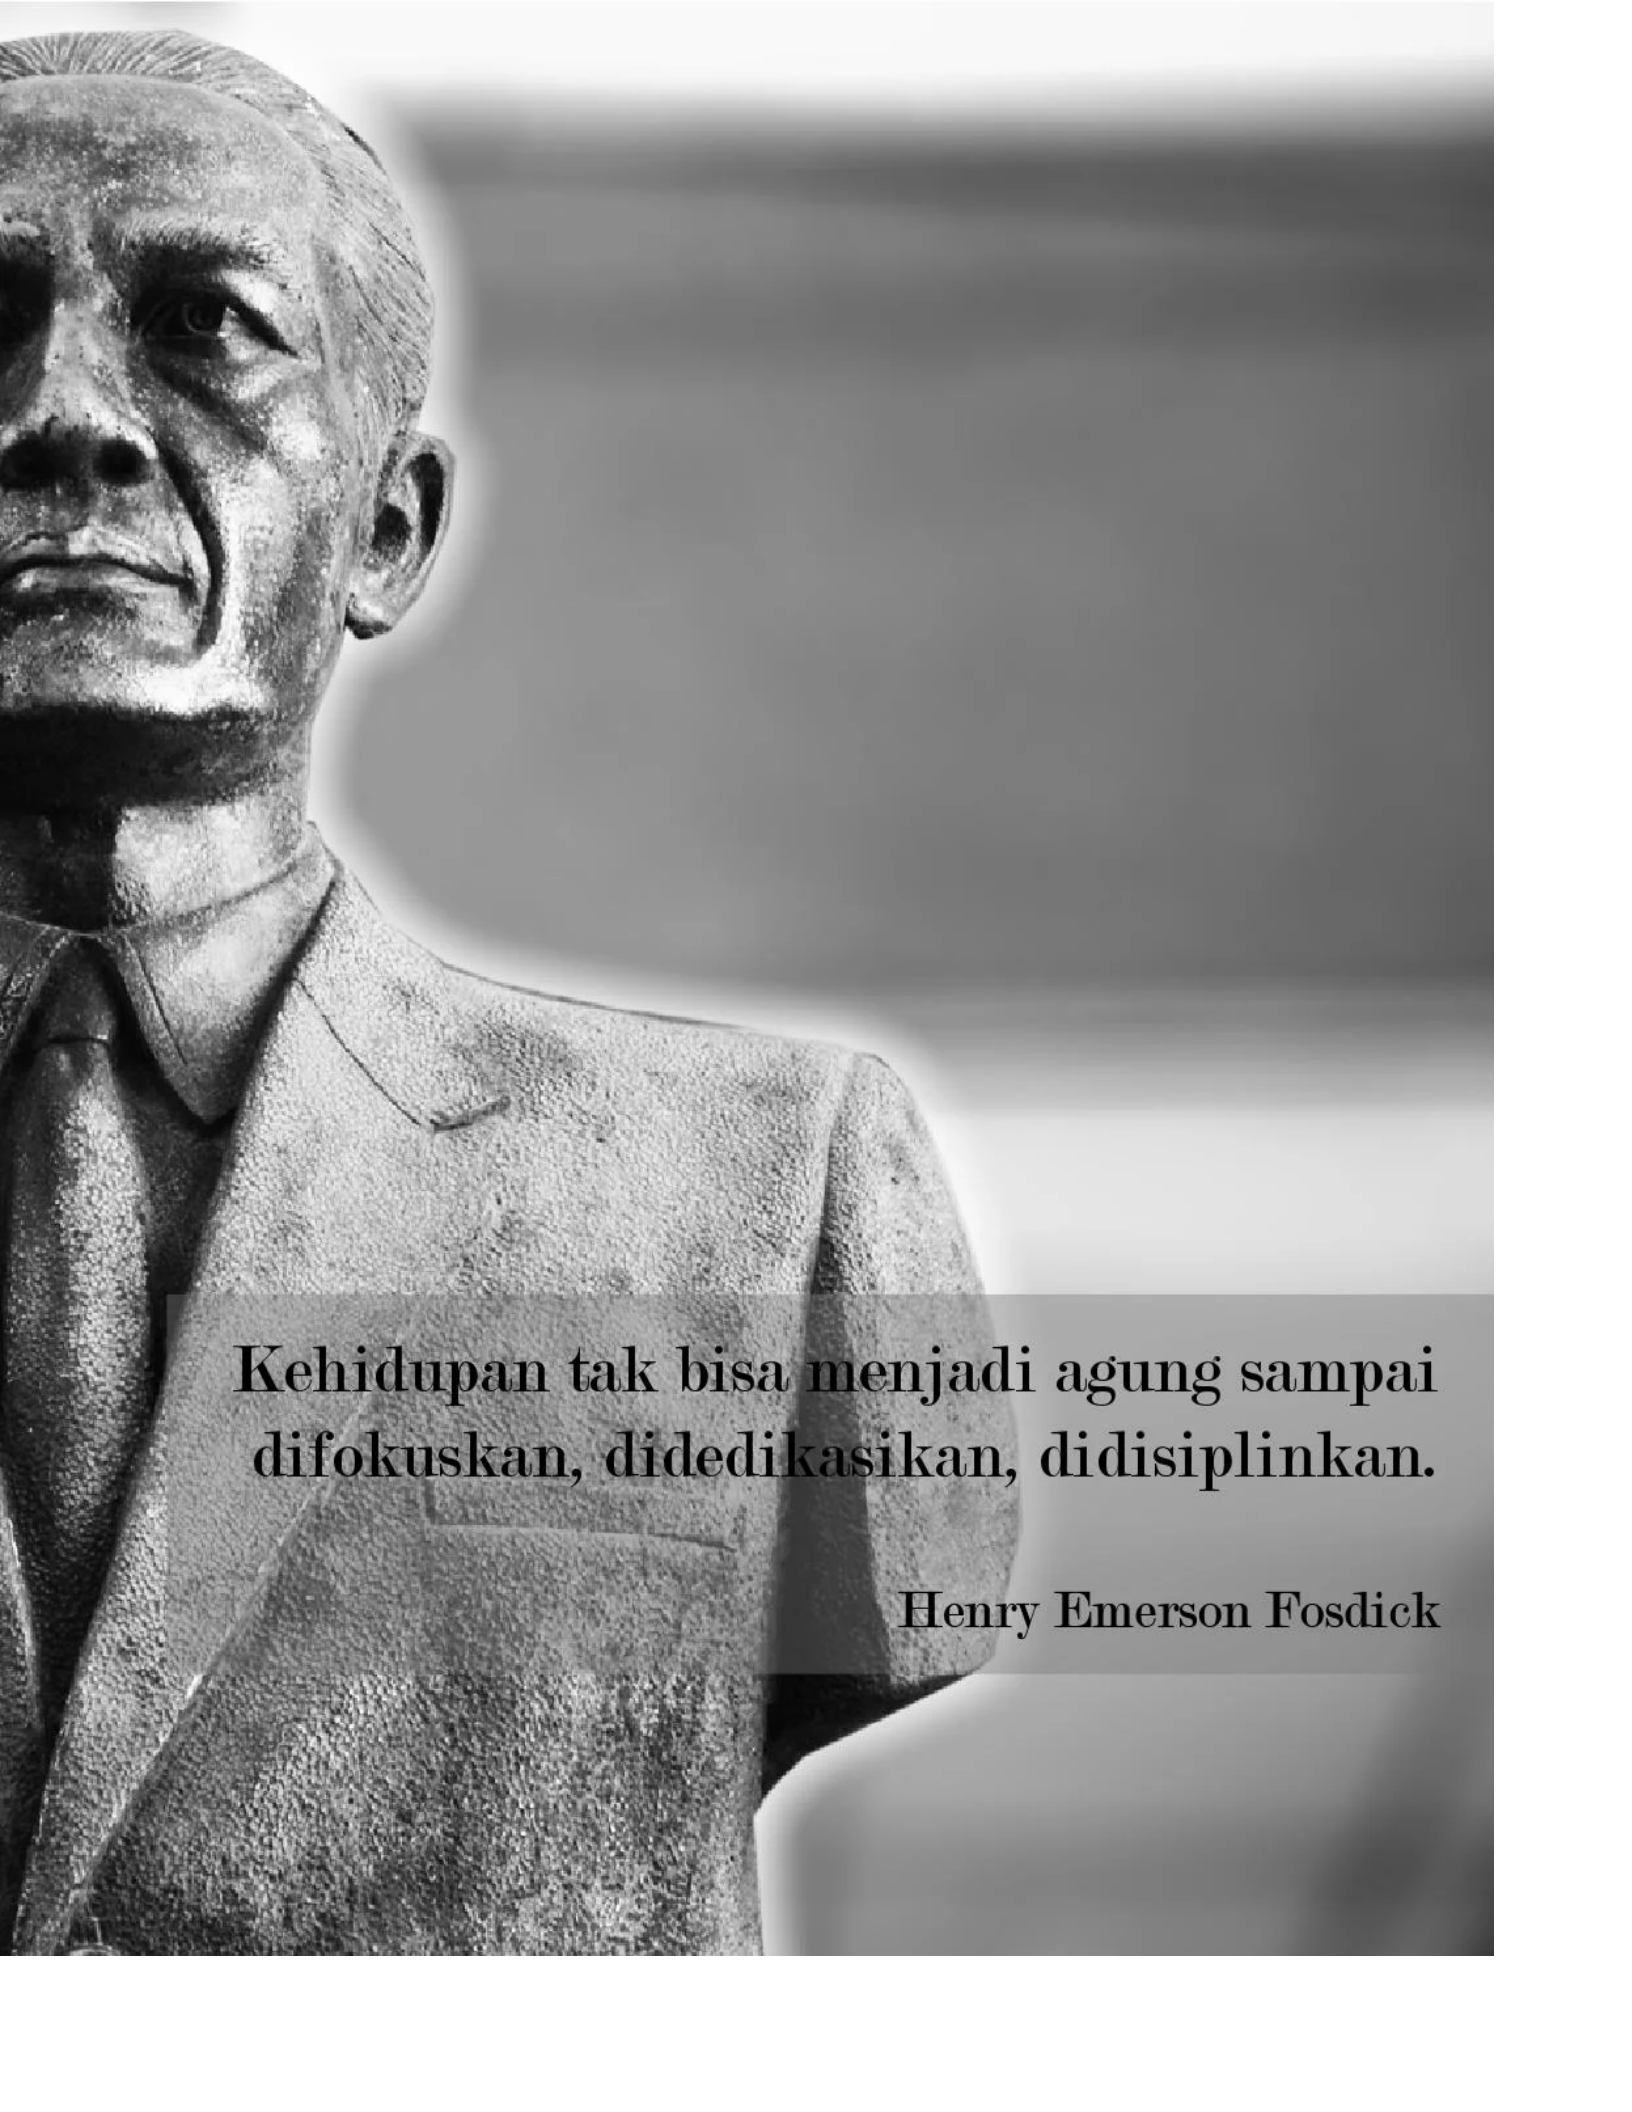 Kehidupan tak bisa menjadi agung sampai
difokuskan, didedikasikan, didisiplinkan.
Henry Emerson Fosdick